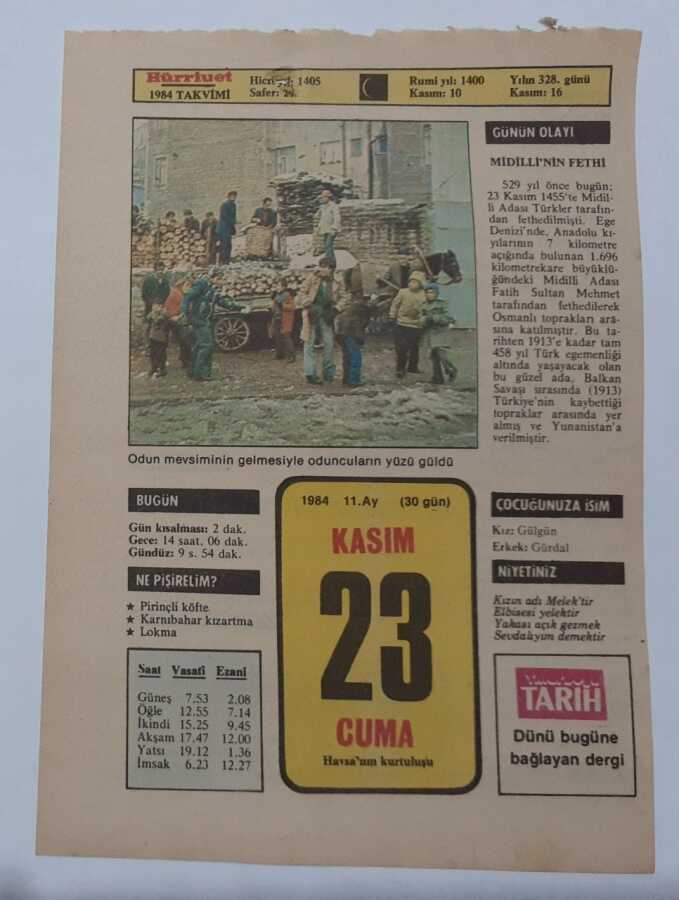 Hürriyet
1984 TAKVİMİ
1405
Safer:
Rumi yıl: 1400
Kasım: 10
Yılın 328. günü
Kasım: 16
GÜNÜN OLAYI
MİDİLLİ'NİN FETHİ
529 yıl önce bugün;
23 Kasım 1455'te Midil-
li Adası Türkler tarafın-
dan fethedilmişti. Ege
Denizi'nde, Anadolu kı-
yılarının 7 kilometre
açığında bulunan 1.696
kilometrekare büyüklü-
ğündeki Midilli Adası
Fatih Sultan Mehmet
tarafından fethedilerek
Osmanlı toprakları ara-
sına katılmıştır. Bu ta-
rihten 1913'e kadar tam
458 yıl Türk egemenliği
altında yaşayacak olan
bu güzel ada, Balkan
Savaşı sırasında (1913)
Türkiye'nin kaybettiği
topraklar arasında yer
almış ve Yunanistan'a
verilmiştir.
Odun mevsiminin gelmesiyle oduncuların yüzü güldü
BUGÜN
Gün kısalması: 2 dak.
Gece: 14 saat, 06 dak.
Gündüz: 9 s. 54 dak.
NE PİŞİRELİM?
★ Pirinçli köfte
★ Karnıbahar kızartma
★ Lokma
Saat Vasati Ezani
Güneş 7.53 2.08
Öğle 12.55 7.14
İkindi 15.25 9.45
Akşam 17.47 12.00
Yatsı 19.12 1.36
İmsak 6.23 12.27
1984 11.Ay (30 gün)
KASIM
23
CUMA
Havsa'nın kurtuluşu
ÇOCUĞUNUZA İSİM
Kız: Gülgün
Erkek: Gürdal
NİYETİNİZ
Kızın adı Melek'tir
Elbisesi yelektir
Yakası açık gezmek
Sevdalıyım demektir
TARİH
Dünü bugüne
bağlayan dergi